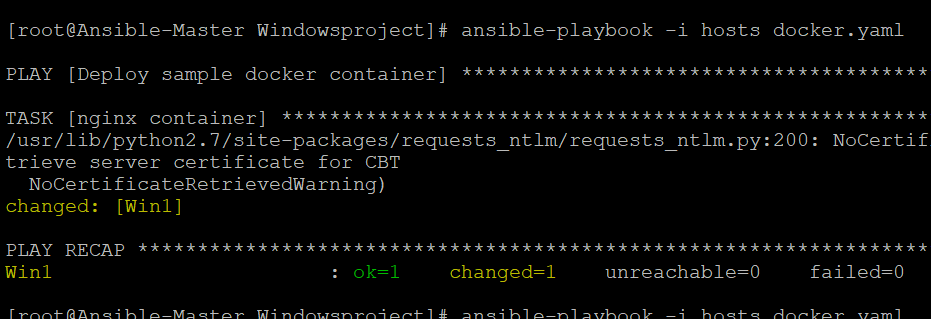 [root@Ansible-Master Windowsproject]# ansible-playbook -i hosts docker.yaml
PLAY [Deploy sample docker container] ***************************************
TASK [nginx container] ******************************************************
/usr/lib/python2.7/site-packages/requests_ntlm/requests_ntlm.py:200: NoCertif
trieve server certificate for CBT
  NoCertificateRetrievedWarning)
changed: [Win1]
PLAY RECAP ******************************************************************
Win1                       : ok=1    changed=1    unreachable=0    failed=0
[root@Ansible-Master Windowsproject]# ansible-playbook -i hosts docker.yaml